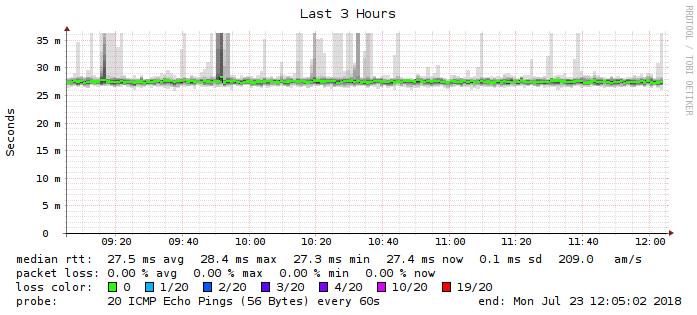 Last 3 Hours
RRDTOOL / TOBI OETIKER
Seconds
35 m
30 m
25 m
20 m
15 m
10 m
5 m
0
09:20 09:40 10:00 10:20 10:40 11:00 11:20 11:40 12:00
median rtt: 27.5 ms avg 28.4 ms max 27.3 ms min 27.4 ms now 0.1 ms sd 209.0 am/s
packet loss: 0.00 % avg 0.00 % max 0.00 % min 0.00 % now
loss color: 0 1/20 2/20 3/20 4/20 10/20 19/20
probe: 20 ICMP Echo Pings (56 Bytes) every 60s end: Mon Jul 23 12:05:02 2018